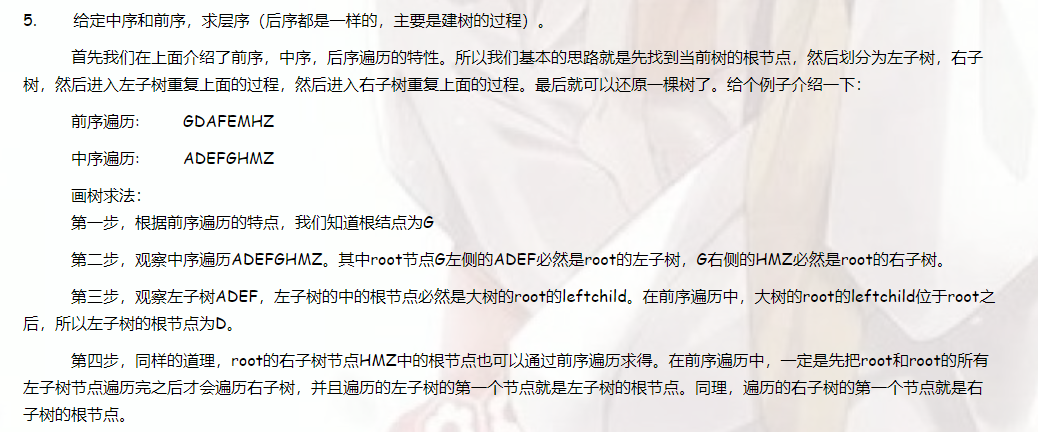 5. 给定中序和前序，求层序（后序都是一样的，主要是建树的过程）。
首先我们在上面介绍了前序，中序，后序遍历的特性。所以我们基本的思路就是先找到当前树的根节点，然后划分为左子树，右子
树，然后进入左子树重复上面的过程，然后进入右子树重复上面的过程。最后就可以还原一棵树了。给个例子介绍一下：
前序遍历： GDAFEMHZ
中序遍历： ADEFGHMZ
画树求法：
第一步，根据前序遍历的特点，我们知道根结点为G
第二步，观察中序遍历ADEFGHMZ。其中root节点G左侧的ADEF必然是root的左子树，G右侧的HMZ必然是root的右子树。
第三步，观察左子树ADEF，左子树的中的根节点必然是大树的root的leftchild。在前序遍历中，大树的root的leftchild位于root之
后，所以左子树的根节点为D。
第四步，同样的道理，root的右子树节点HMZ中的根节点也可以通过前序遍历求得。在前序遍历中，一定是先把root和root的所有
左子树节点遍历完之后才会遍历右子树，并且遍历的左子树的第一个节点就是左子树的根节点。同理，遍历的右子树的第一个节点就是右
子树的根节点。